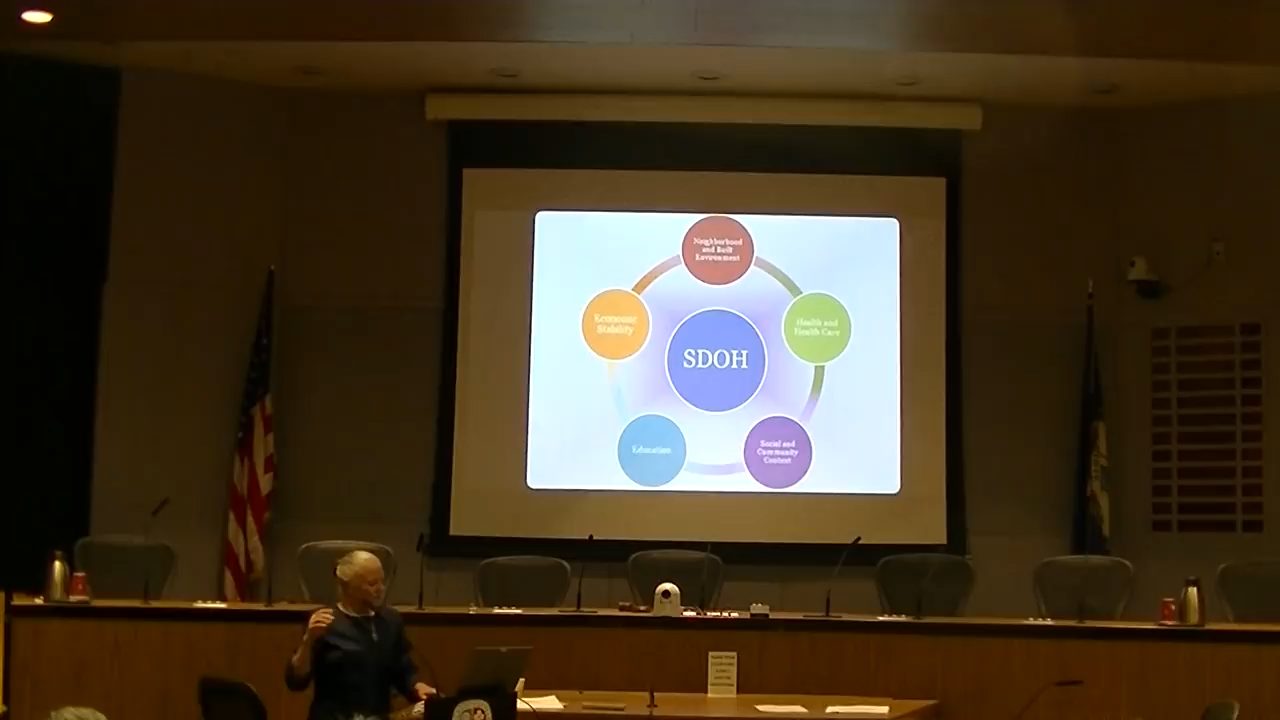 Neighborhood
and Built
Environment
Economic
Stability
Health and
Health Care
SDOH
Education
Social and
Community
Context